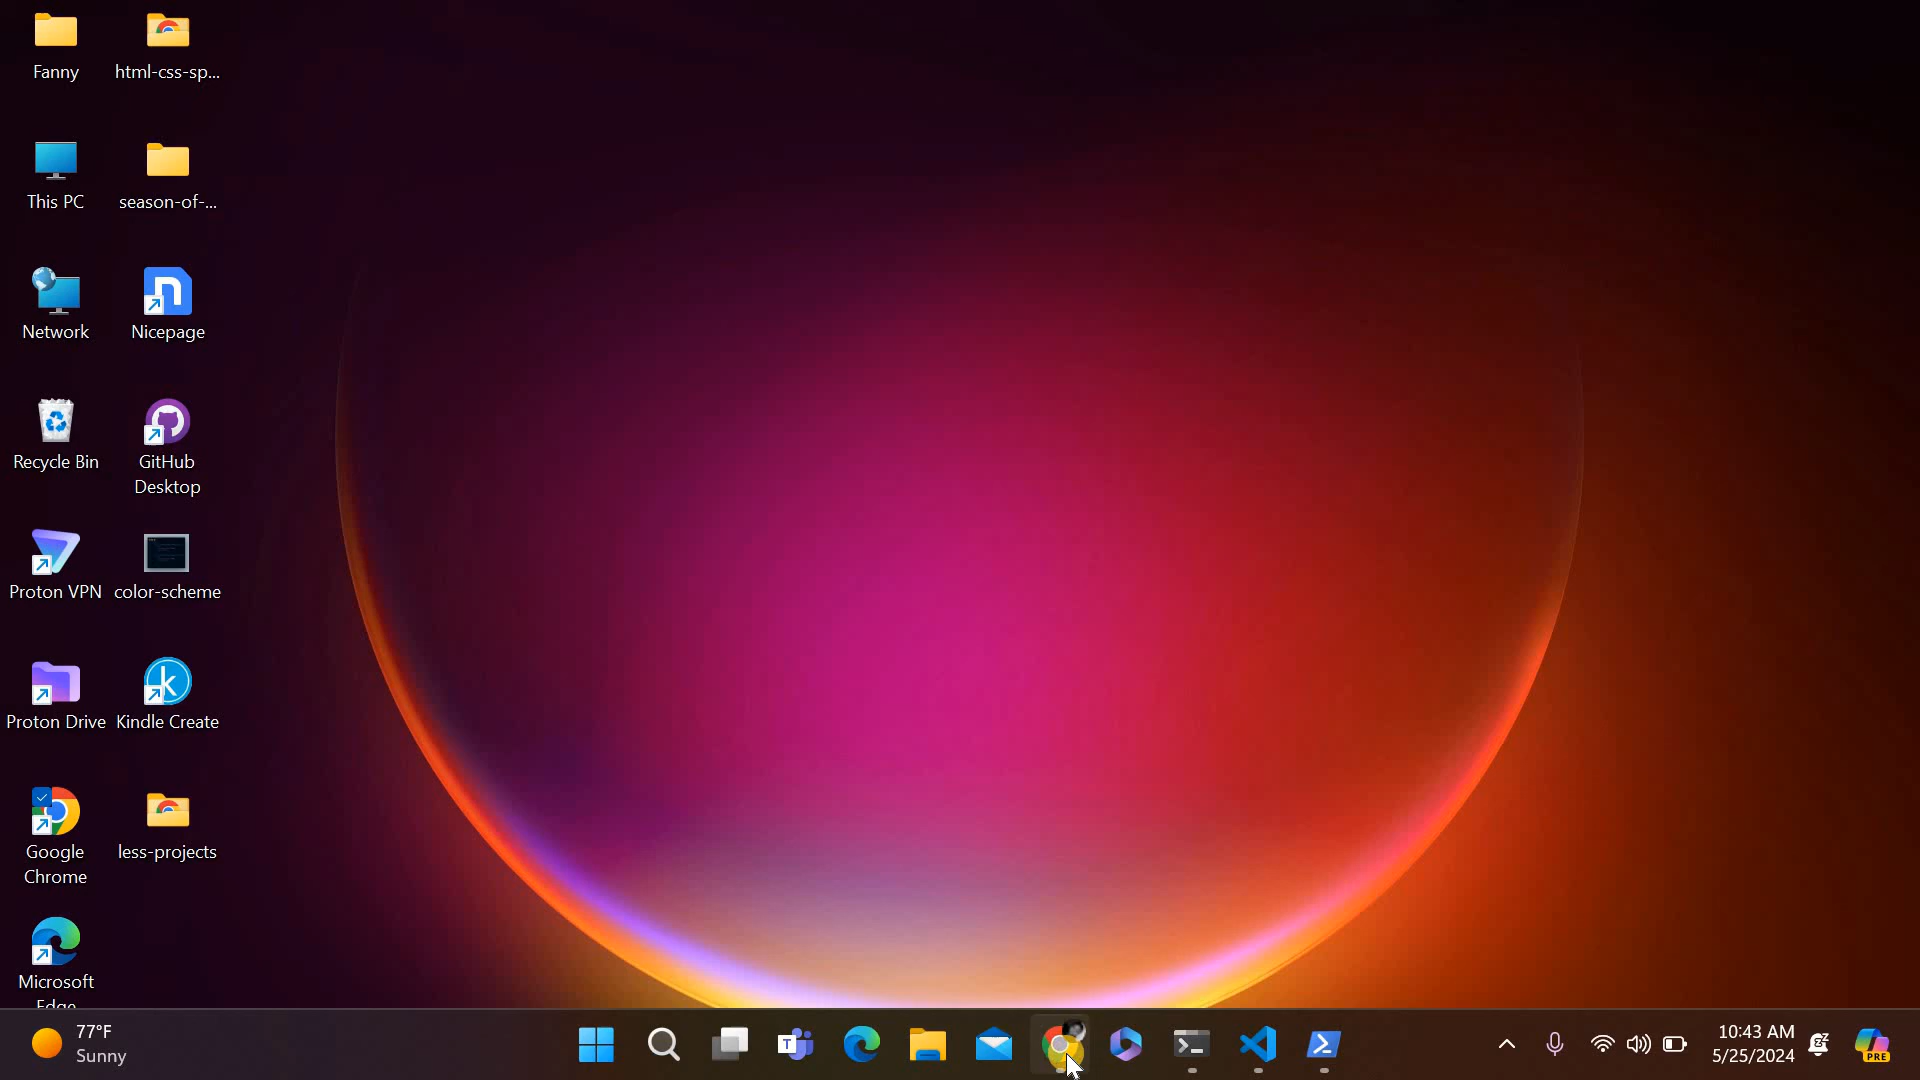 Fanny
html-css-sp...
This PC
season-of-...
Network
Nicepage
Recycle Bin
GitHub
Desktop
Proton VPN
color-scheme
Proton Drive
Kindle Create
Google
Chrome
less-projects
Microsoft
Edge
77°F
Sunny
T
k
PRE
10:43 AM
5/25/2024